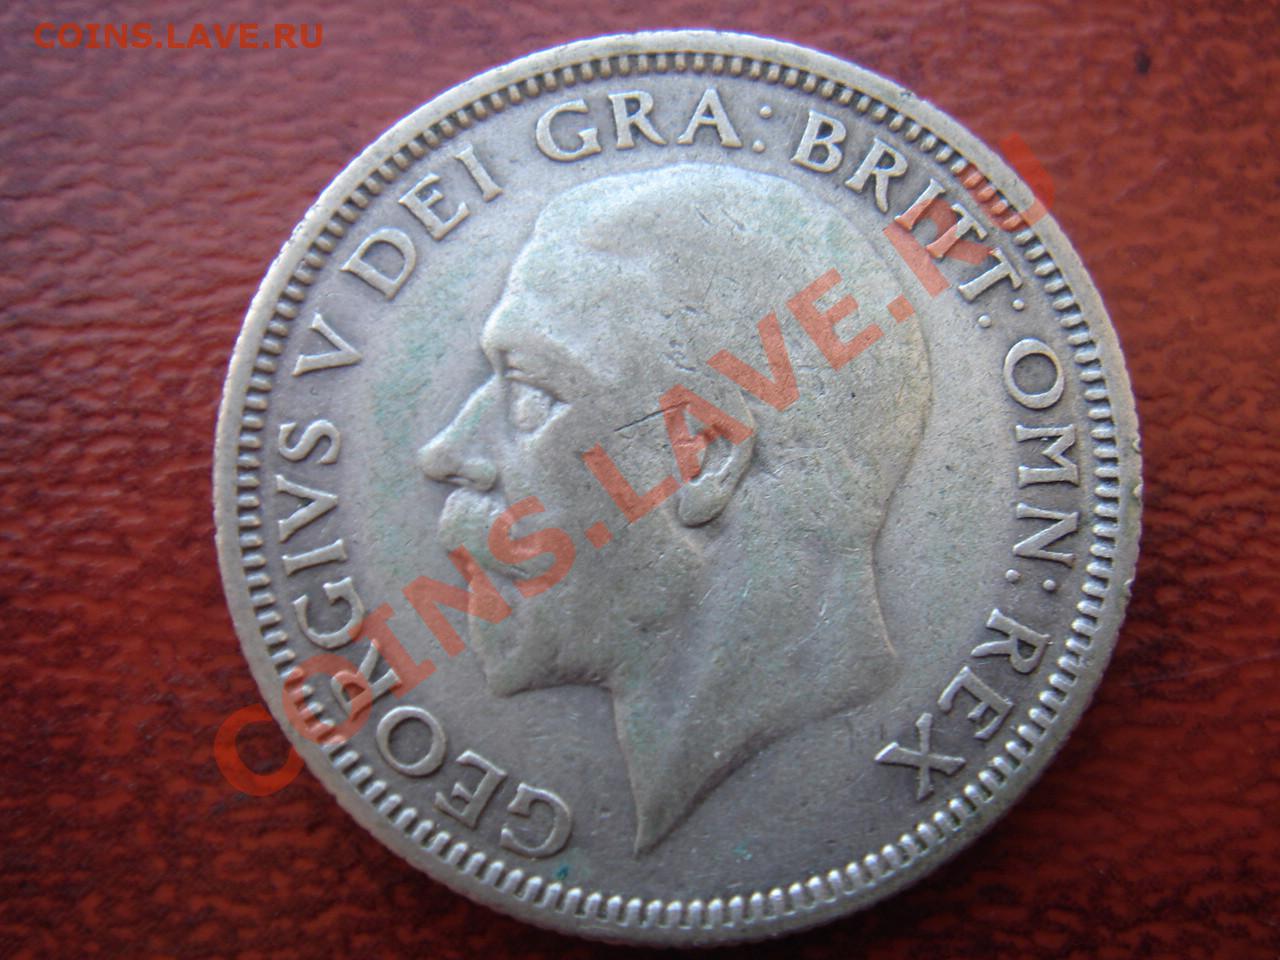 COINS.LAVE.RU
GEORGIVS V DEI GRA: BRITT: OMN: REX
COINS.LAVE.RU